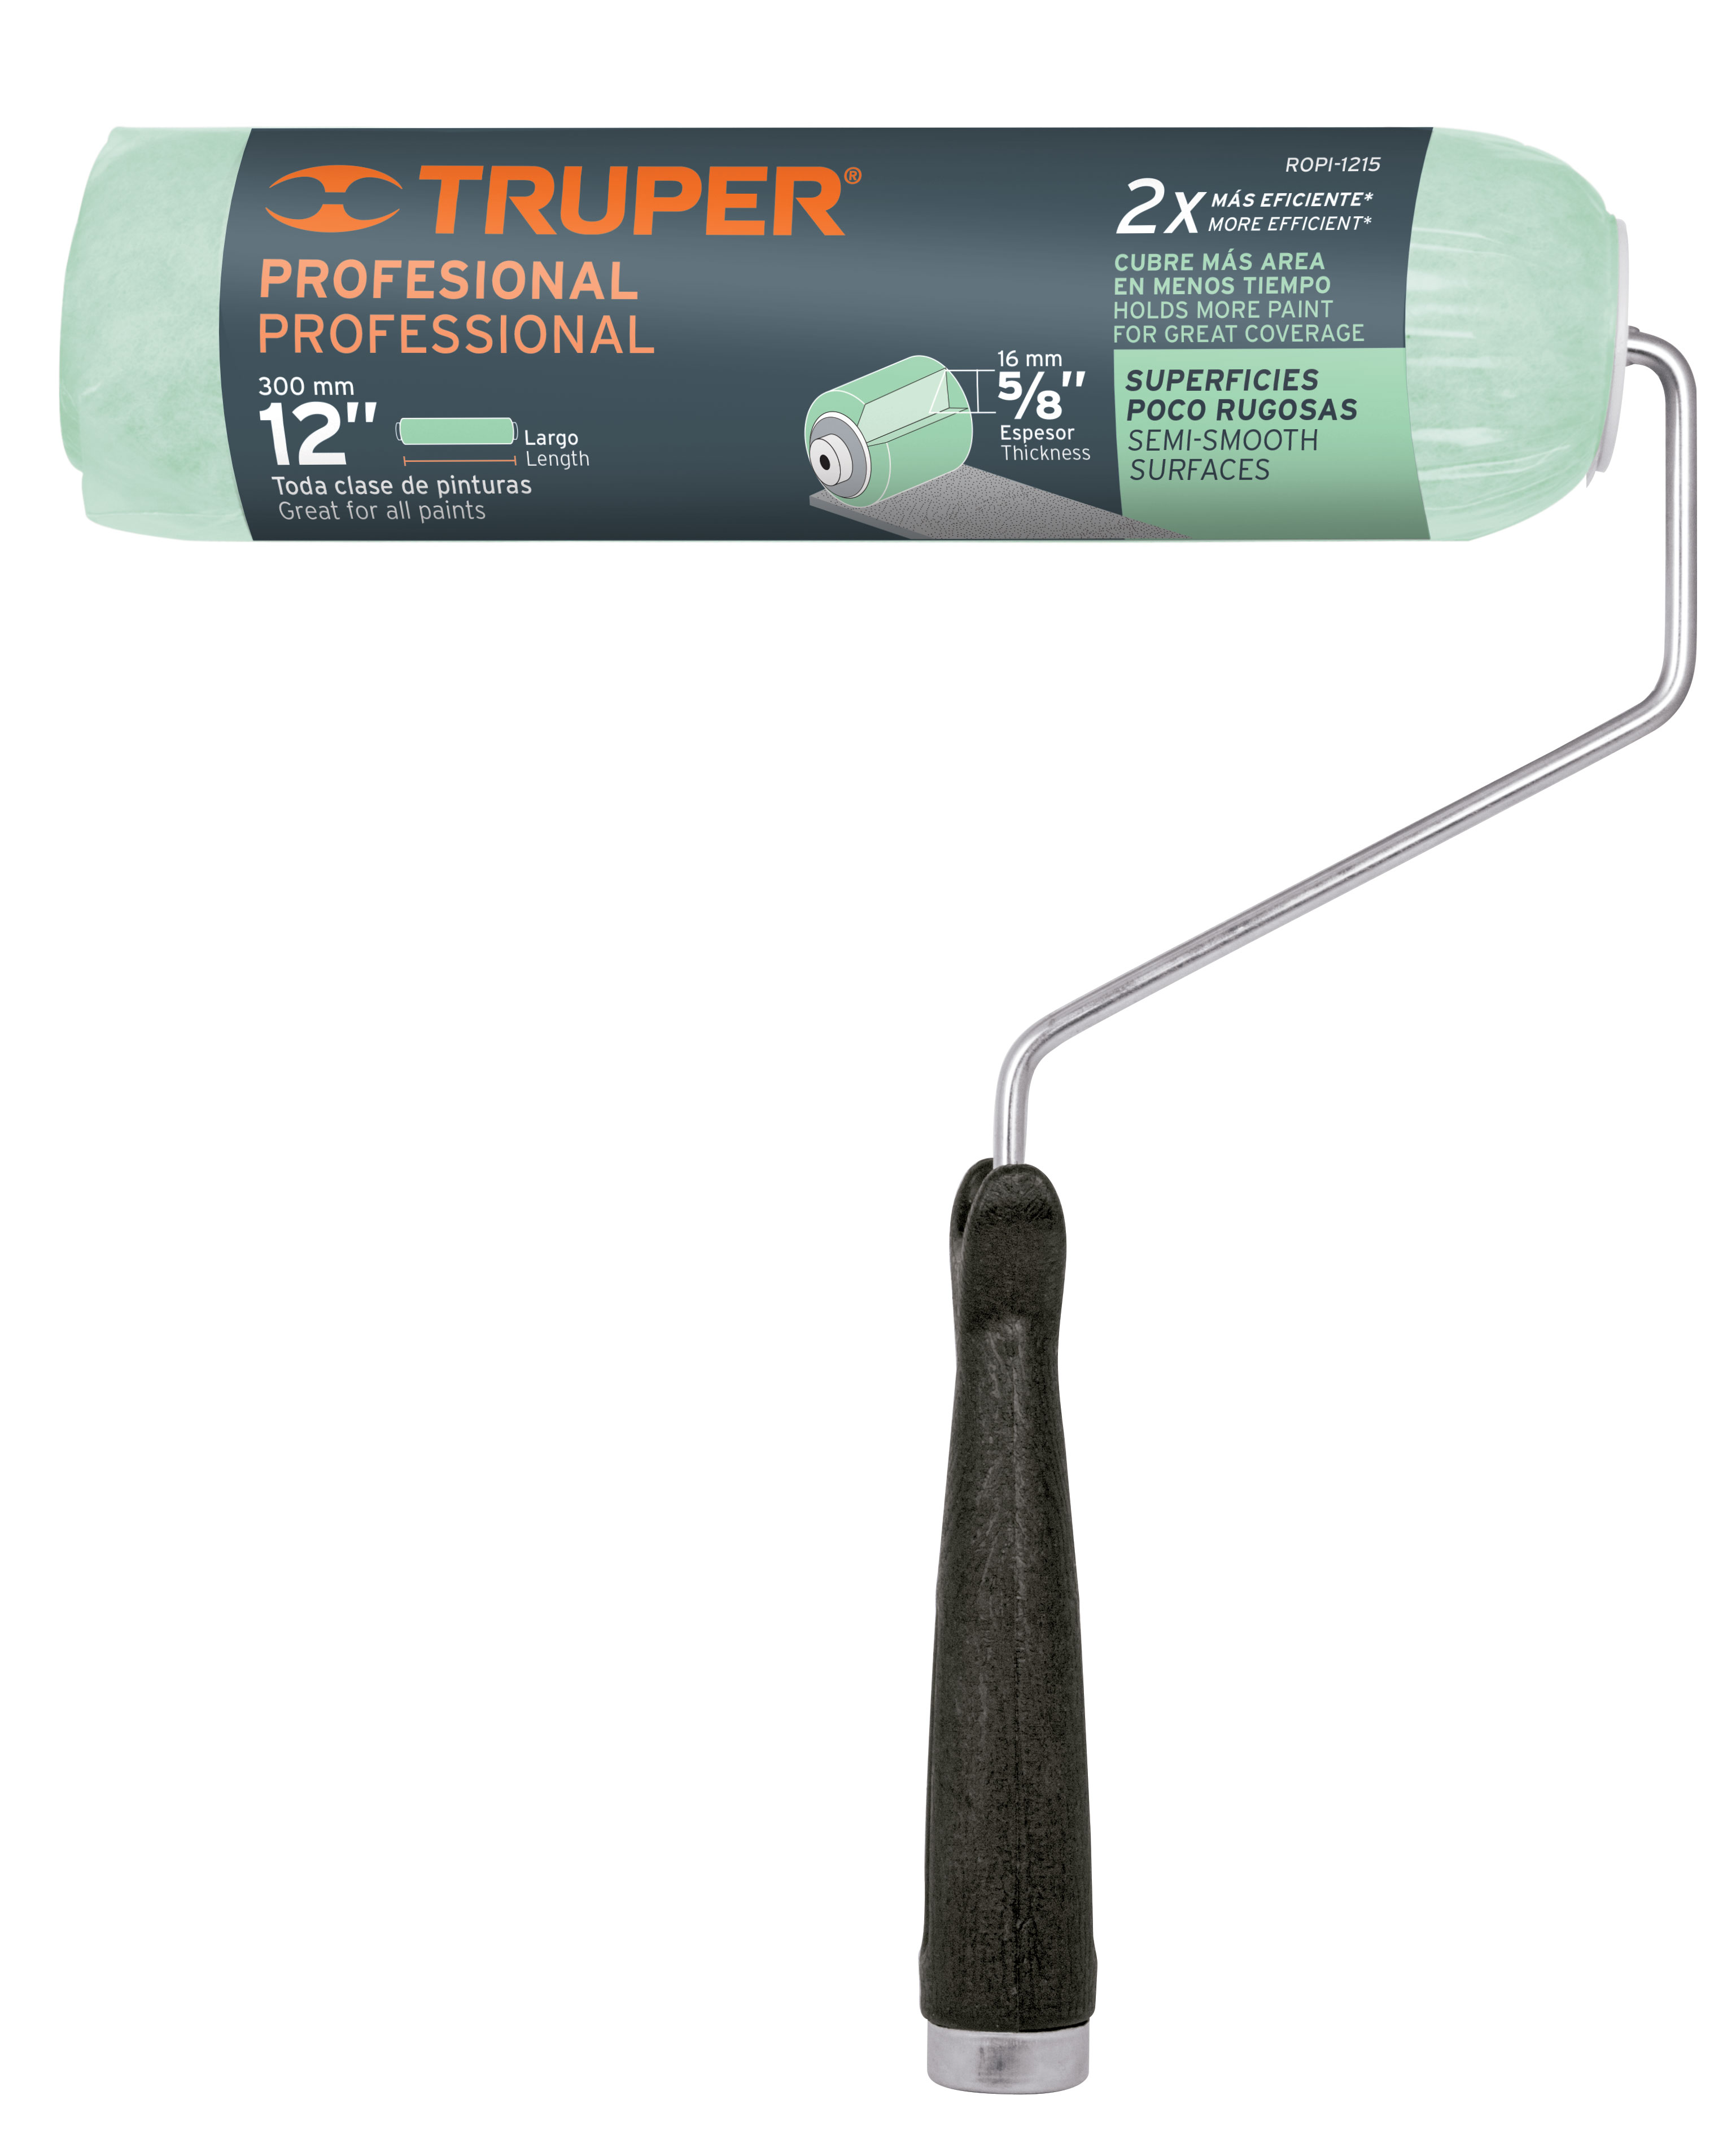 TRUPER®
PROFESIONAL
PROFESSIONAL
300 mm
12"
Largo
Length
Toda clase de pinturas
Great for all paints
16 mm
5/8"
Espesor
Thickness
ROPI-1215
2X MÁS EFICIENTE*
MORE EFFICIENT*
CUBRE MÁS AREA
EN MENOS TIEMPO
HOLDS MORE PAINT
FOR GREAT COVERAGE
SUPERFICIES
POCO RUGOSAS
SEMI-SMOOTH
SURFACES